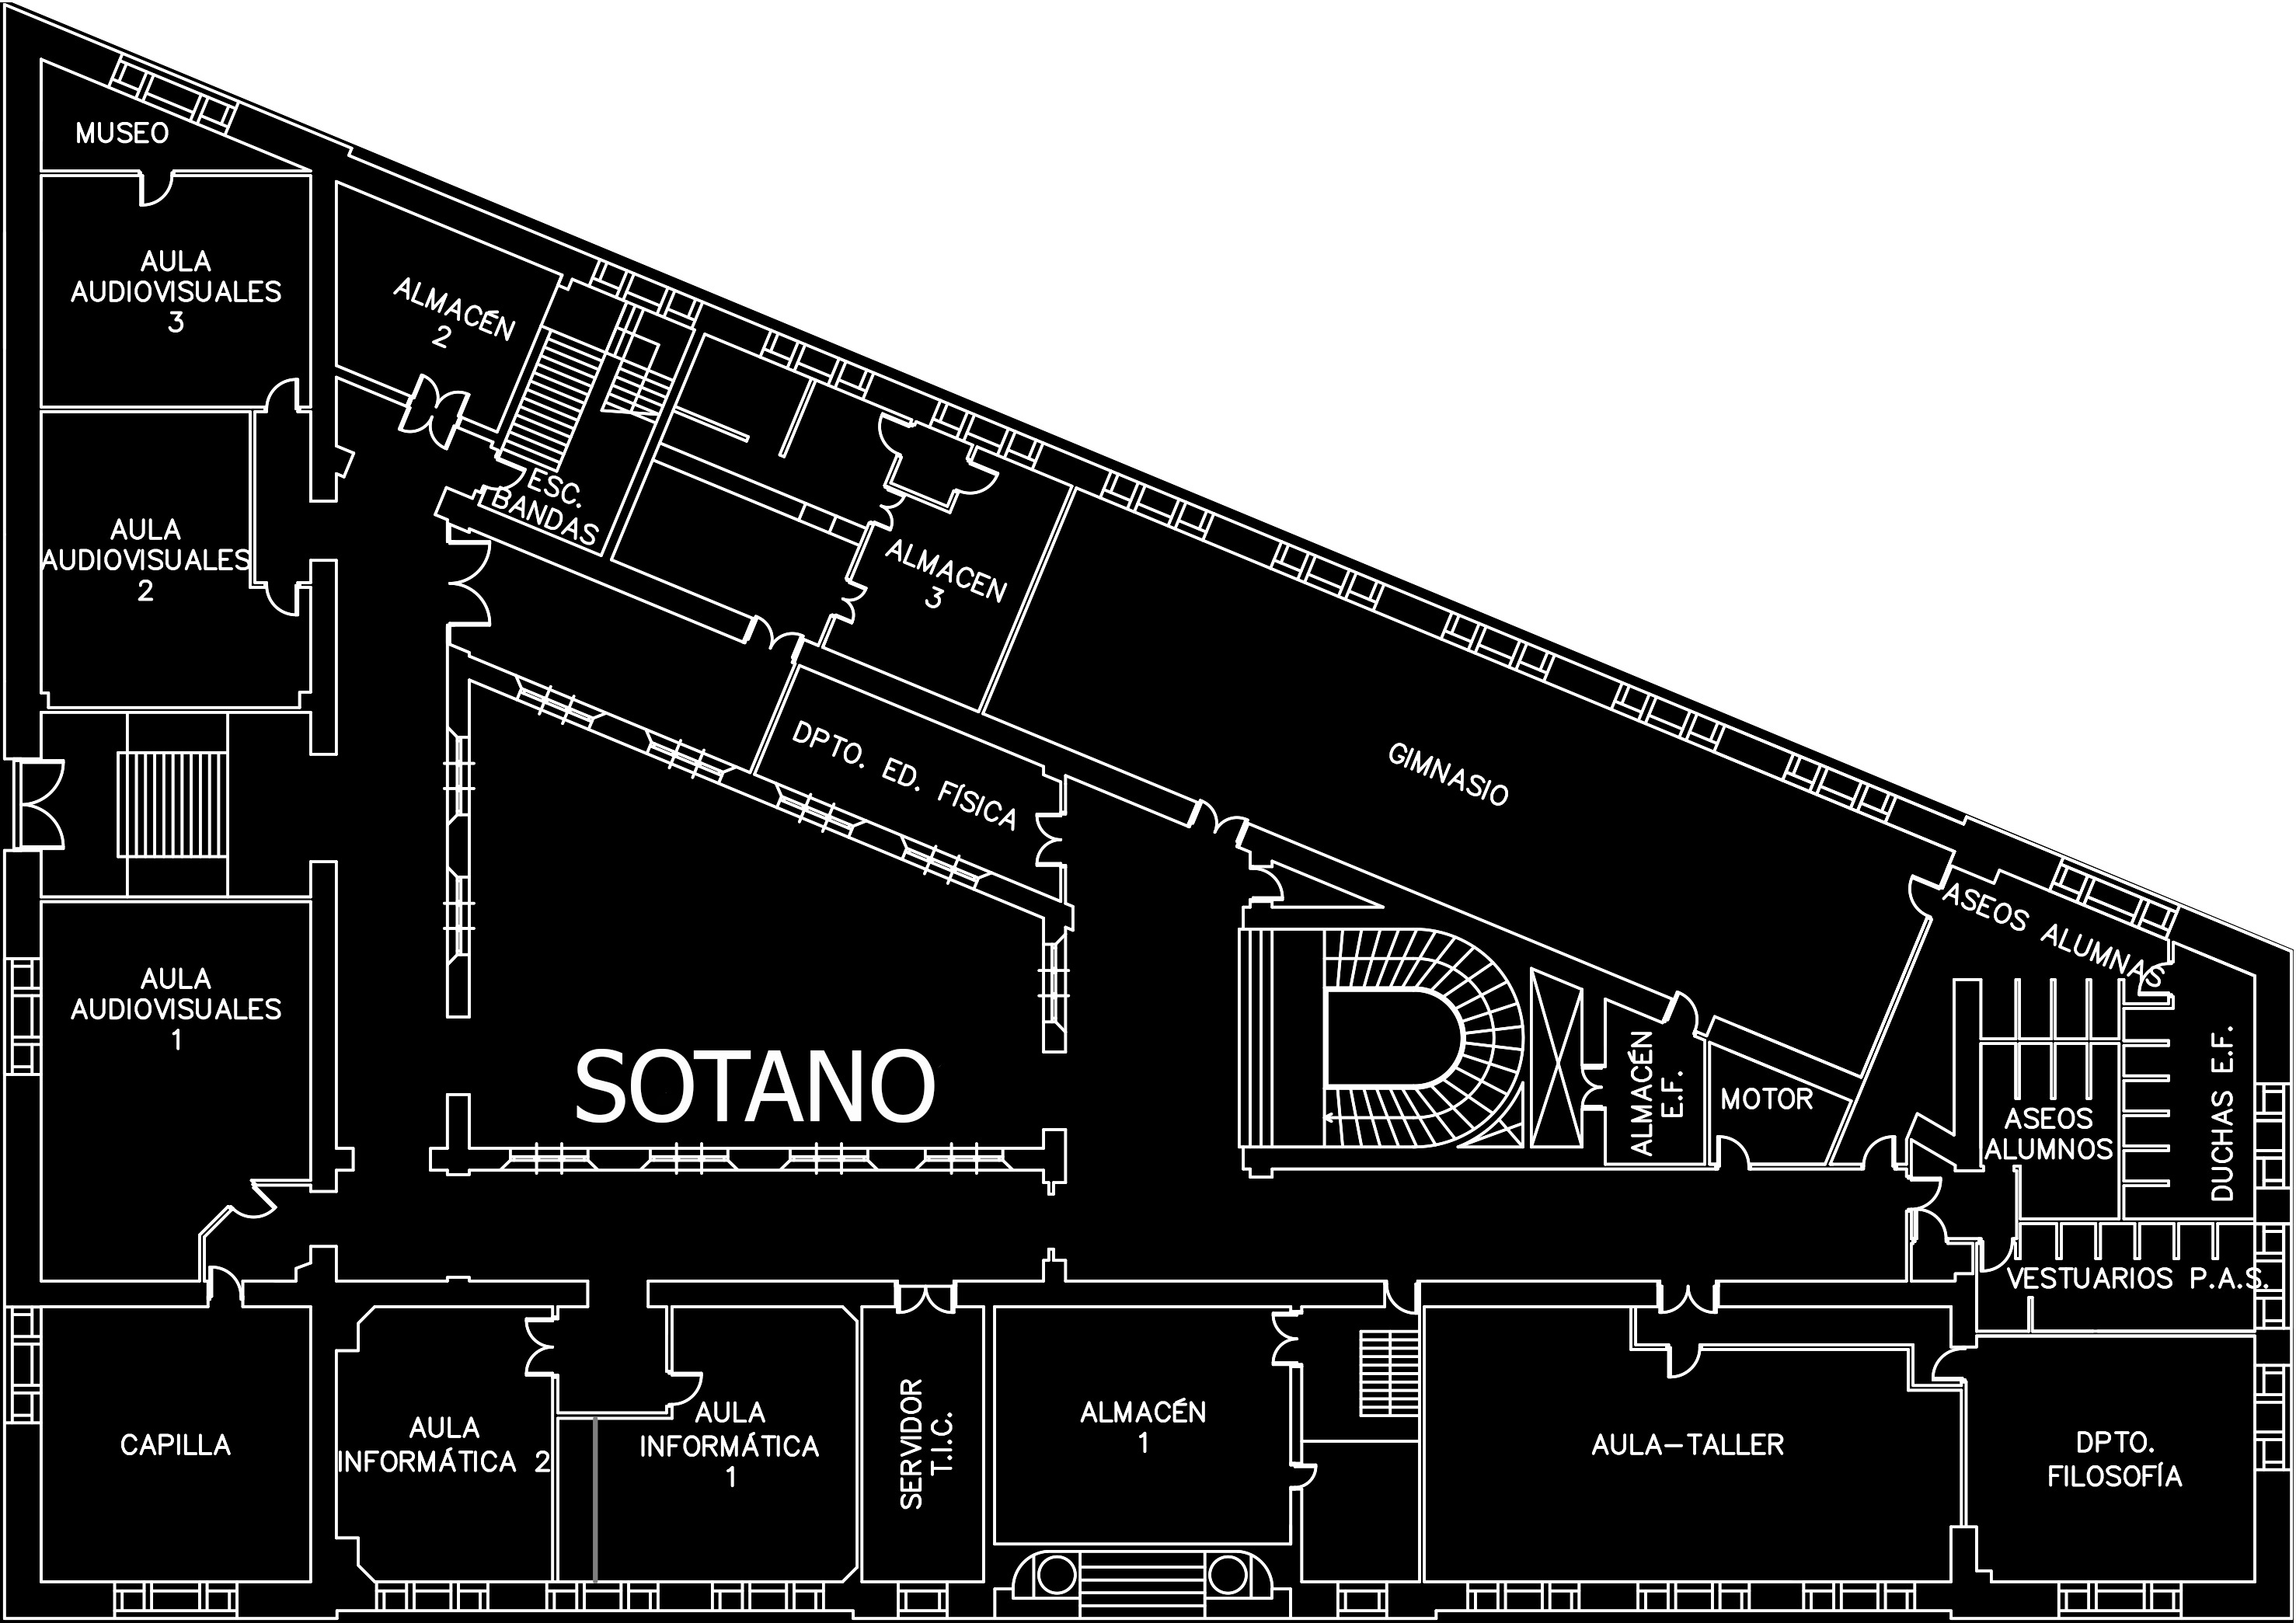 MUSEO
AULA
AUDIOVISUALES
3
ALMACÉN
2
AULA
AUDIOVISUALES
2
ESC.
BANDAS
ALMACEN
3
DPTO. ED. FÍSICA
GIMNASIO
ASEOS ALUMNAS
AULA
AUDIOVISUALES
1
SOTANO
ALMACÉN
E.F.
MOTOR
ASEOS
ALUMNOS
DUCHAS E.F.
VESTUARIOS P.A.S.
CAPILLA
AULA
INFORMÁTICA 2
AULA
INFORMÁTICA
1
SERVIDOR
T.I.C.
ALMACÉN
1
AULA-TALLER
DPTO.
FILOSOFÍA